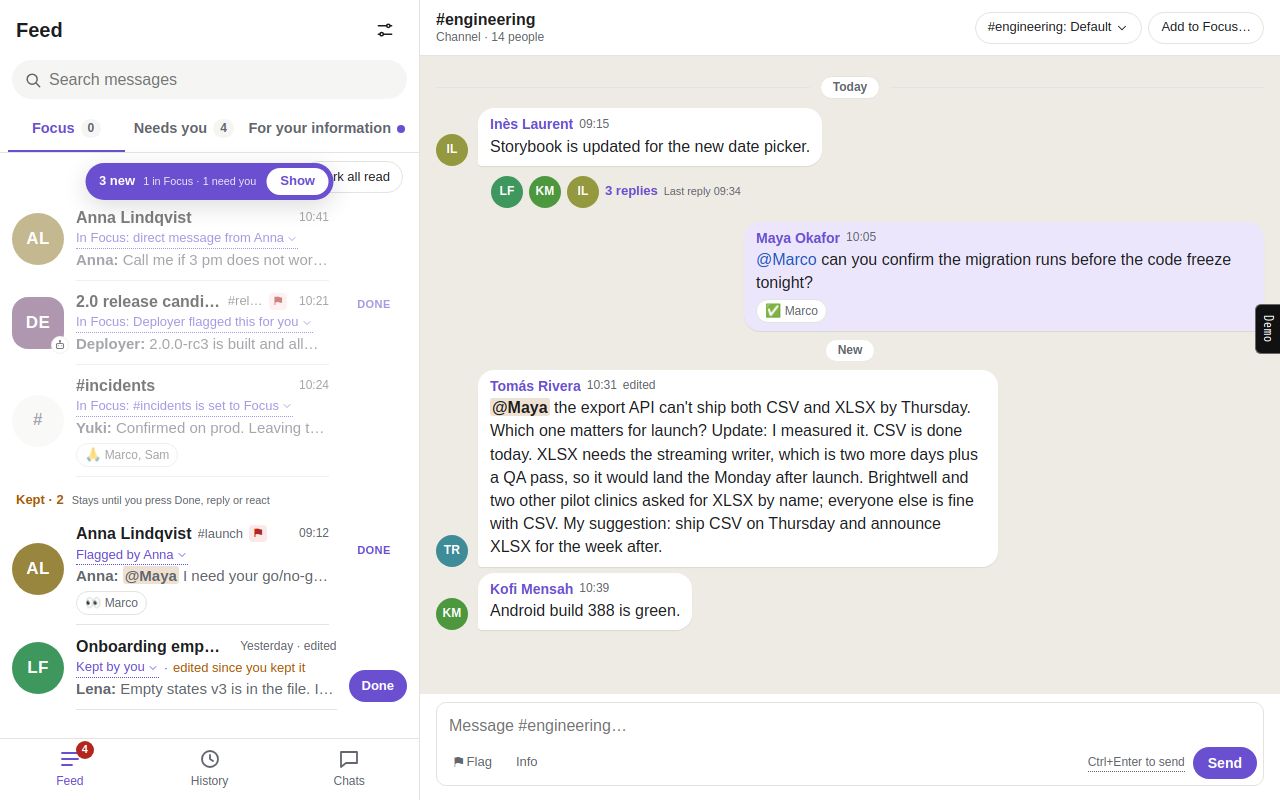 Feed
Search messages
Focus 0 Needs you 4 For your information
3 new 1 in Focus · 1 need you Show
rk all read
AL
Anna Lindqvist 10:41
In Focus: direct message from Anna
Anna: Call me if 3 pm does not wor…
DE
2.0 release candi… #rel… 10:21
In Focus: Deployer flagged this for you
Deployer: 2.0.0-rc3 is built and all…
DONE
#
#incidents 10:24
In Focus: #incidents is set to Focus
Yuki: Confirmed on prod. Leaving t…
🙏 Marco, Sam
Kept · 2 Stays until you press Done, reply or react
AL
Anna Lindqvist #launch 09:12
Flagged by Anna
Anna: @Maya I need your go/no-g…
👀 Marco
DONE
LF
Onboarding emp… Yesterday · edited
Kept by you · edited since you kept it
Lena: Empty states v3 is in the file. I…
Done
4
Feed History Chats
#engineering
Channel · 14 people
#engineering: Default Add to Focus…
Today
IL
Inès Laurent 09:15
Storybook is updated for the new date picker.
LF KM IL 3 replies Last reply 09:34
Maya Okafor 10:05
@Marco can you confirm the migration runs before the code freeze
tonight?
✅ Marco
New
Tomás Rivera 10:31 edited
@Maya the export API can't ship both CSV and XLSX by Thursday.
Which one matters for launch? Update: I measured it. CSV is done
today. XLSX needs the streaming writer, which is two more days plus
a QA pass, so it would land the Monday after launch. Brightwell and
two other pilot clinics asked for XLSX by name; everyone else is fine
with CSV. My suggestion: ship CSV on Thursday and announce
XLSX for the week after.
TR
Kofi Mensah 10:39
Android build 388 is green.
KM
Demo
Message #engineering…
Flag Info Ctrl+Enter to send Send